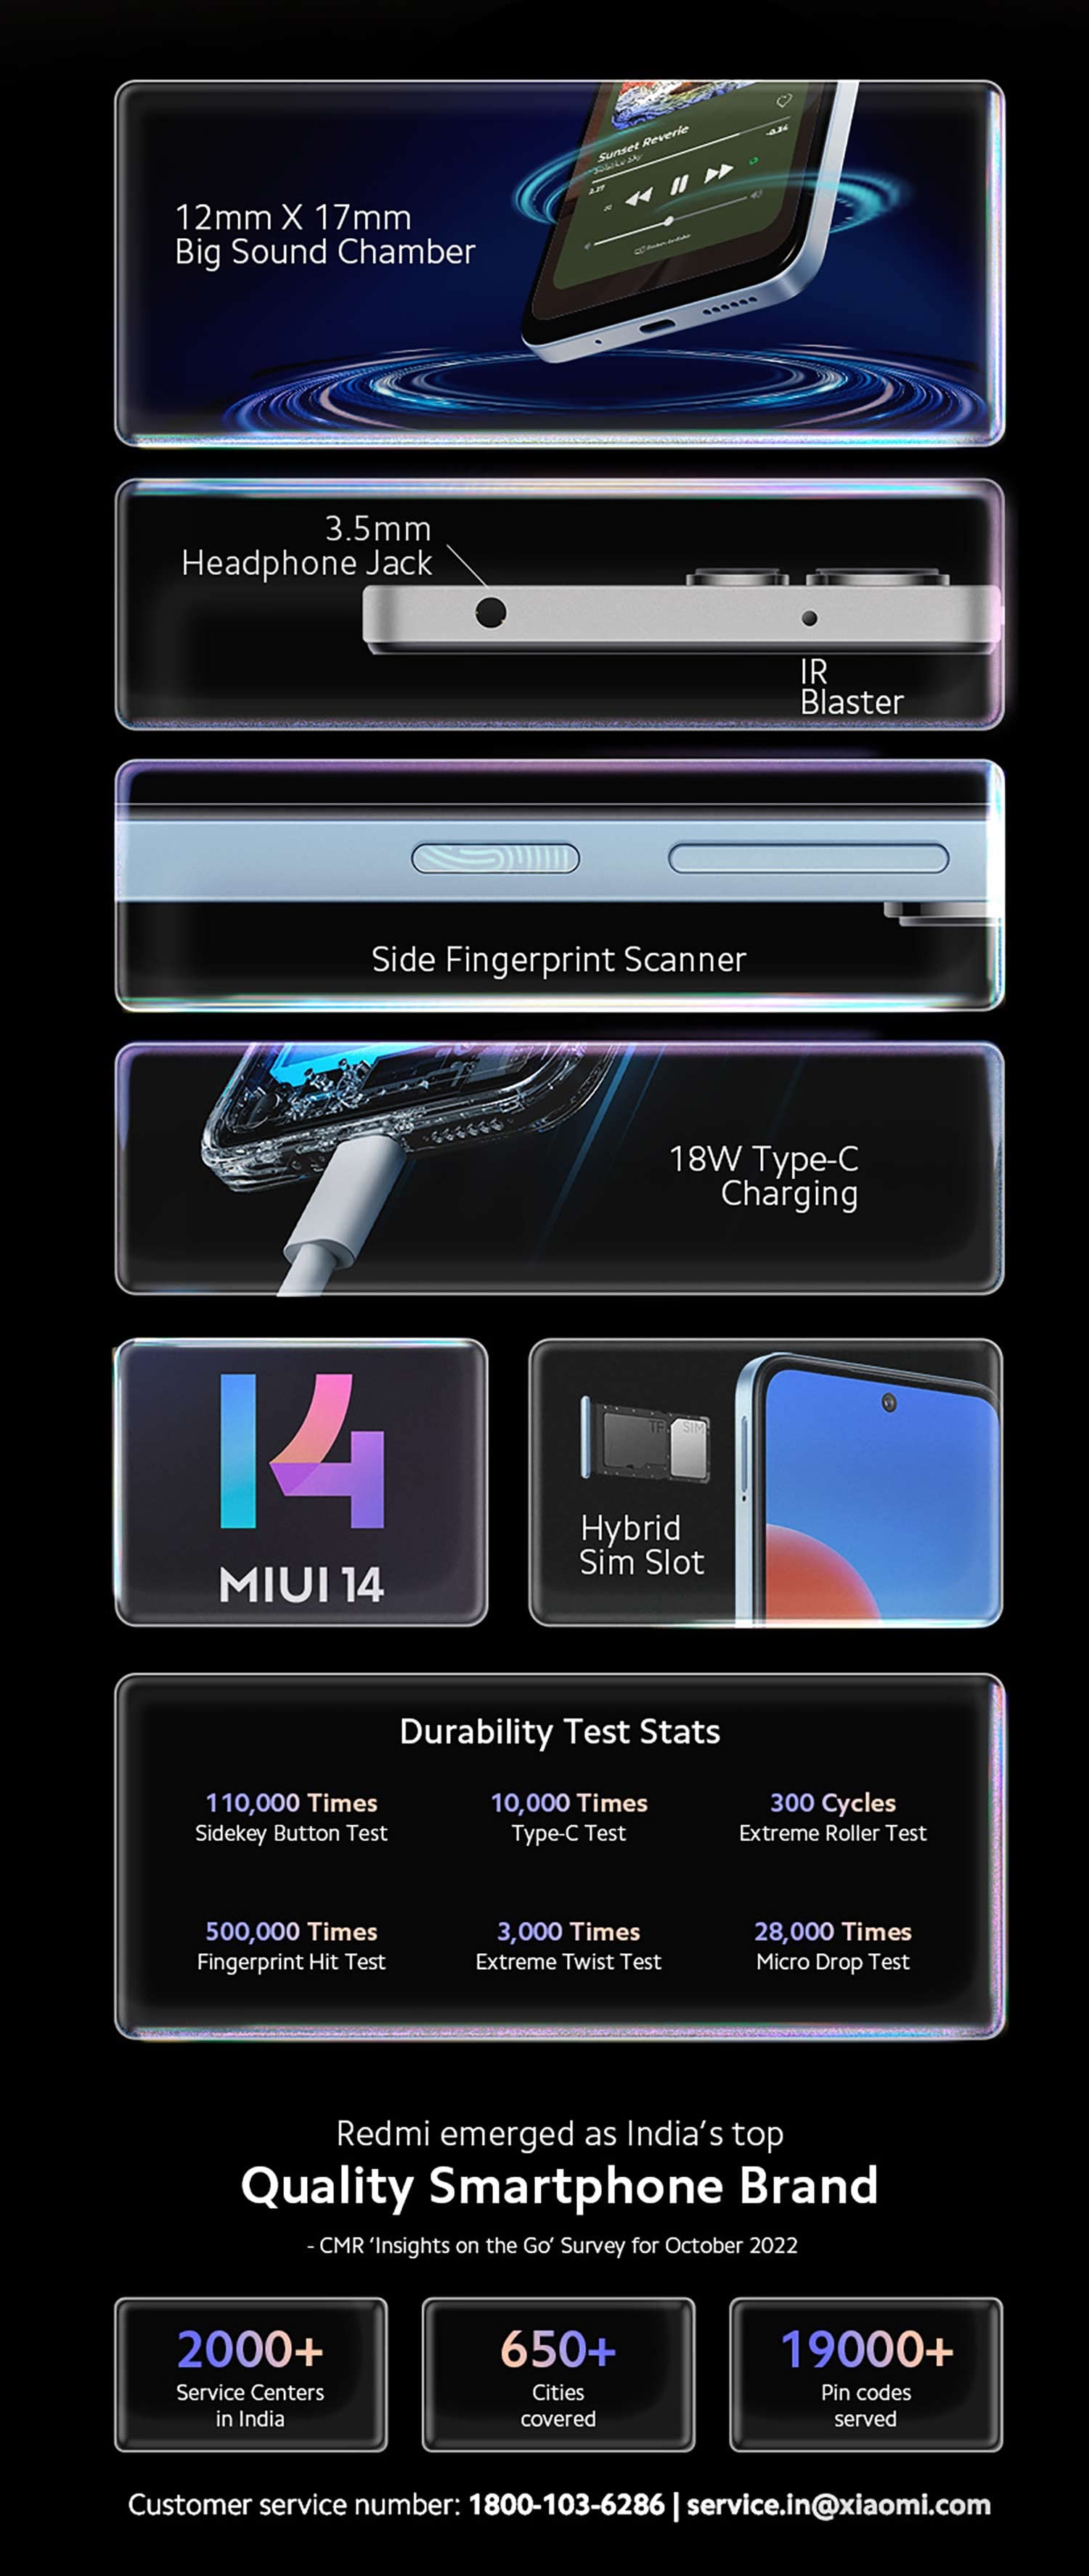 Sunset Reverie
2:27
-0:36
12mm X 17mm
Big Sound Chamber
3.5mm
Headphone Jack
IR
Blaster
Side Fingerprint Scanner
18W Type-C
Charging
14
MIUI 14
TF
SIM
Hybrid
Sim Slot
Durability Test Stats
110,000 Times
Sidekey Button Test
10,000 Times
Type-C Test
300 Cycles
Extreme Roller Test
500,000 Times
Fingerprint Hit Test
3,000 Times
Extreme Twist Test
28,000 Times
Micro Drop Test
Redmi emerged as India’s top
Quality Smartphone Brand
- CMR ‘Insights on the Go’ Survey for October 2022
2000+
Service Centers
in India
650+
Cities
covered
19000+
Pin codes
served
Customer service number: 1800-103-6286 | service.in@xiaomi.com